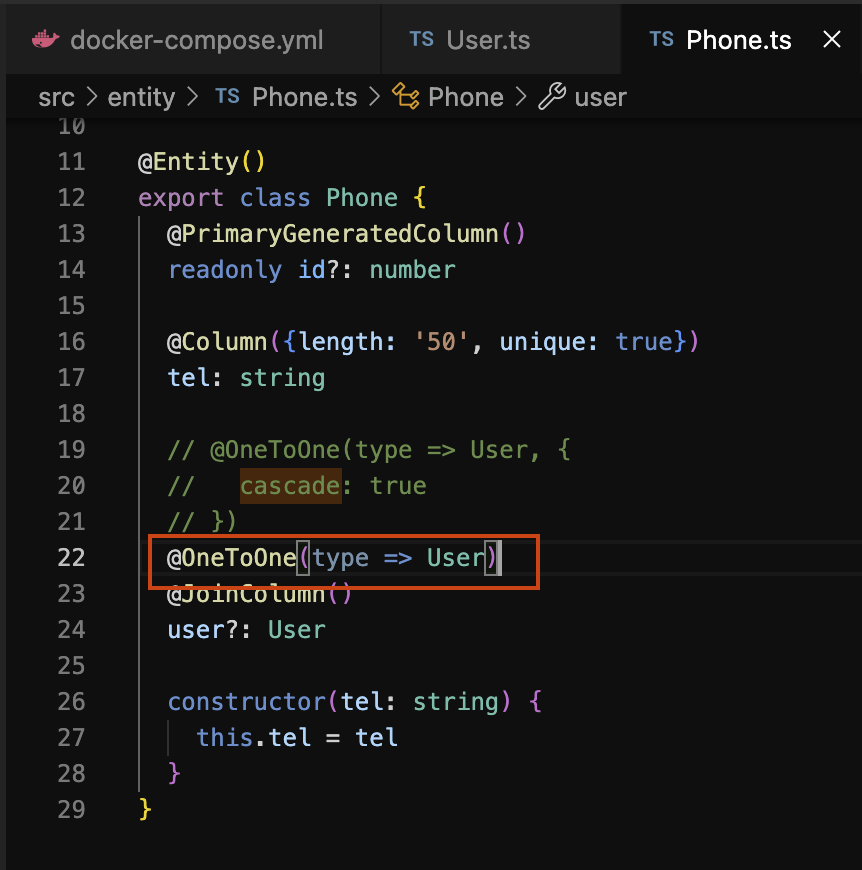 docker-compose.yml TS User.ts TS Phone.ts
src > entity > TS Phone.ts > Phone > user
10
11 @Entity()
12 export class Phone {
13 @PrimaryGeneratedColumn()
14 readonly id?: number
15
16 @Column({length: '50', unique: true})
17 tel: string
18
19 // @OneToOne(type => User, {
20 //   cascade: true
21 // })
22 @OneToOne(type => User)
23 @JoinColumn()
24 user?: User
25
26 constructor(tel: string) {
27 this.tel = tel
28 }
29 }